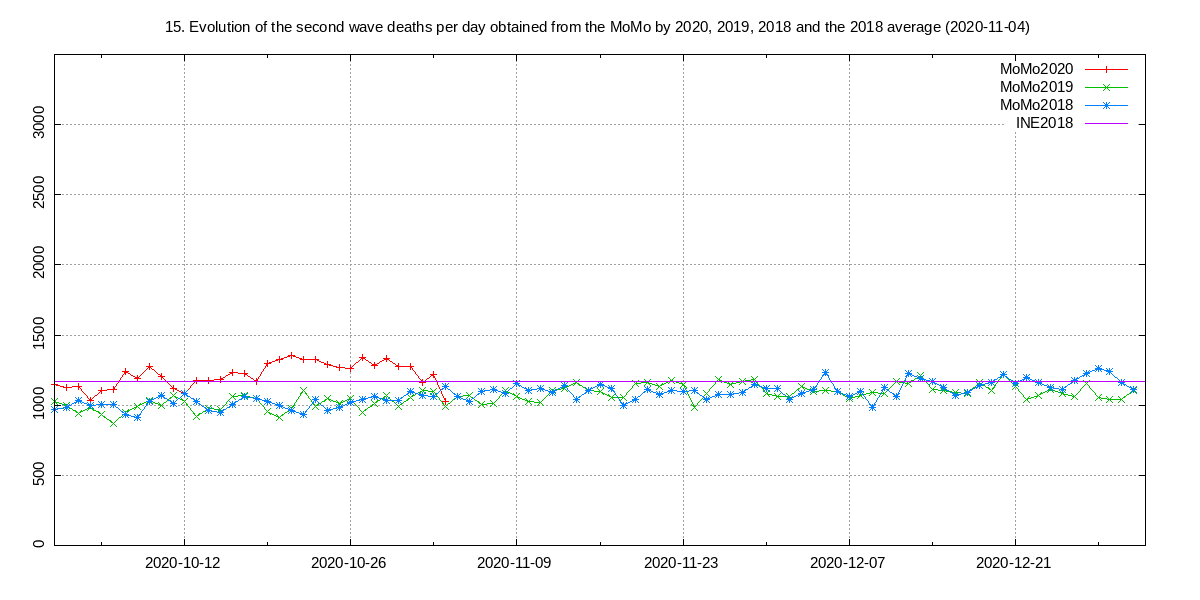 15. Evolution of the second wave deaths per day obtained from the MoMo by 2020, 2019, 2018 and the 2018 average (2020-11-04)
MoMo2020
MoMo2019
MoMo2018
INE2018
3000
2500
2000
1500
1000
500
0
2020-10-12
2020-10-26
2020-11-09
2020-11-23
2020-12-07
2020-12-21